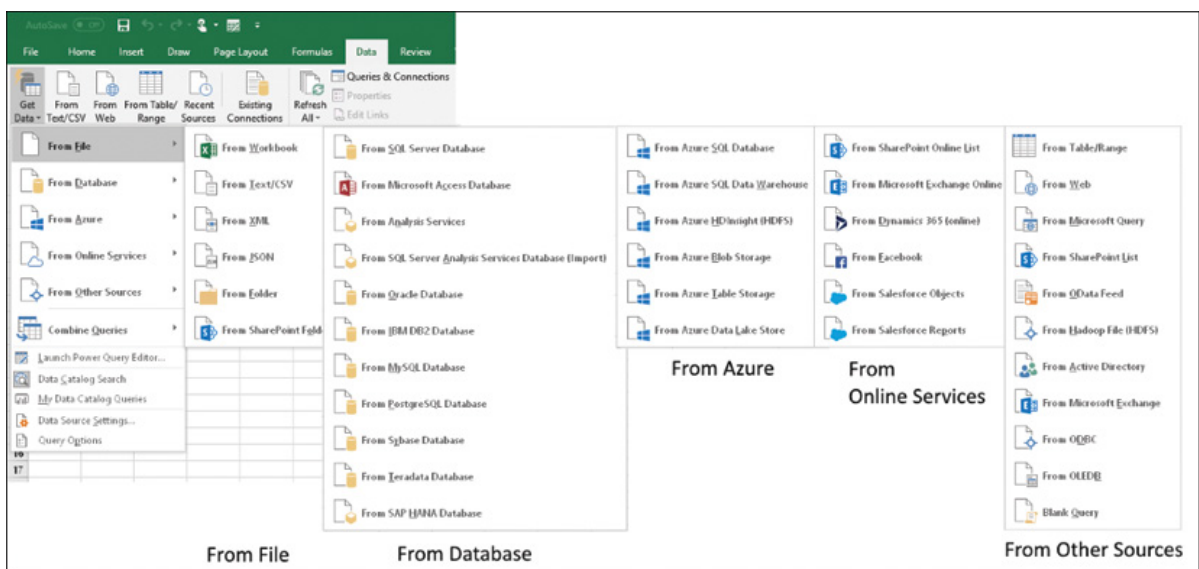 AutoSave Off
File Home Insert Draw Page Layout Formulas Data Review
Get Data From Text/CSV From Web From Table/Range Recent Sources Existing Connections Refresh All
Queries & Connections
Properties
Edit Links
From File
From Database
From Azure
From Online Services
From Other Sources
Combine Queries
Launch Power Query Editor...
Data Catalog Search
My Data Catalog Queries
Data Source Settings...
Query Options
16
17
From Workbook
From Text/CSV
From XML
From JSON
From Folder
From SharePoint Fold
From File
From SQL Server Database
From Microsoft Access Database
From Analysis Services
From SQL Server Analysis Services Database (Import)
From Oracle Database
From IBM DB2 Database
From MySQL Database
From PostgreSQL Database
From Sybase Database
From Teradata Database
From SAP HANA Database
From Database
From Azure SQL Database
From Azure SQL Data Warehouse
From Azure HDInsight (HDFS)
From Azure Blob Storage
From Azure Table Storage
From Azure Data Lake Store
From Azure
From SharePoint Online List
From Microsoft Exchange Online
From Dynamics 365 (online)
From Facebook
From Salesforce Objects
From Salesforce Reports
From
Online Services
From Table/Range
From Web
From Microsoft Query
From SharePoint List
From OData Feed
From Hadoop File (HDFS)
From Active Directory
From Microsoft Exchange
From ODBC
From OLEDB
Blank Query
From Other Sources